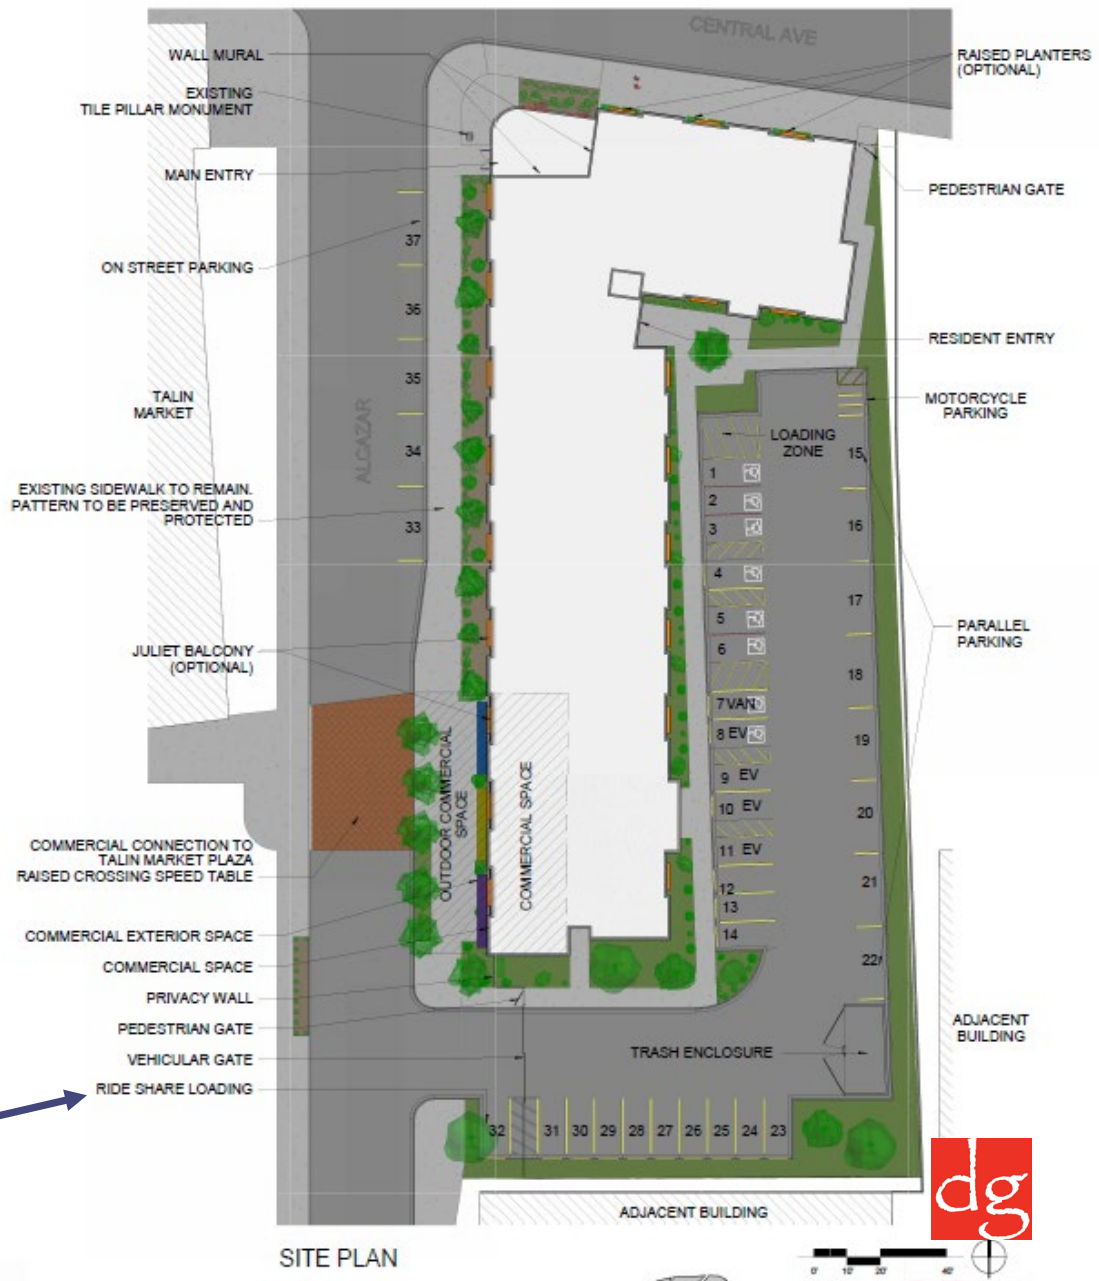 CENTRAL AVE
WALL MURAL
RAISED PLANTERS
(OPTIONAL)
EXISTING
TILE PILLAR MONUMENT
MAIN ENTRY
PEDESTRIAN GATE
37
ON STREET PARKING
36
RESIDENT ENTRY
35
TALIN
MARKET
MOTORCYCLE
PARKING
ALCAZAR
34
LOADING
ZONE
15
1
EXISTING SIDEWALK TO REMAIN.
PATTERN TO BE PRESERVED AND
PROTECTED
2
33
3
16
4
17
5
PARALLEL
PARKING
6
JULIET BALCONY
(OPTIONAL)
18
7 VAN
8 EV
19
OUTDOOR COMMERCIAL
SPACE
COMMERCIAL SPACE
9 EV
10 EV
20
COMMERCIAL CONNECTION TO
TALIN MARKET PLAZA
RAISED CROSSING SPEED TABLE
11 EV
12
21
13
COMMERCIAL EXTERIOR SPACE
14
COMMERCIAL SPACE
22
PRIVACY WALL
PEDESTRIAN GATE
ADJACENT
BUILDING
VEHICULAR GATE
TRASH ENCLOSURE
RIDE SHARE LOADING
32 31 30 29 28 27 26 25 24 23
dg
ADJACENT BUILDING
SITE PLAN
0' 10' 20' 40'